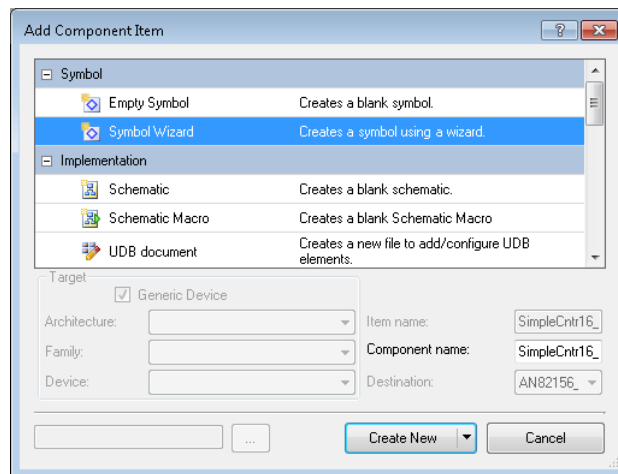 Add Component Item
Symbol
Empty Symbol Creates a blank symbol.
Symbol Wizard Creates a symbol using a wizard.
Implementation
Schematic Creates a blank schematic.
Schematic Macro Creates a blank Schematic Macro
UDB document Creates a new file to add/configure UDB elements.
Target
Generic Device
Architecture: Item name: SimpleCntr16_
Family: Component name: SimpleCntr16_
Device: Destination: AN82156_
... Create New Cancel